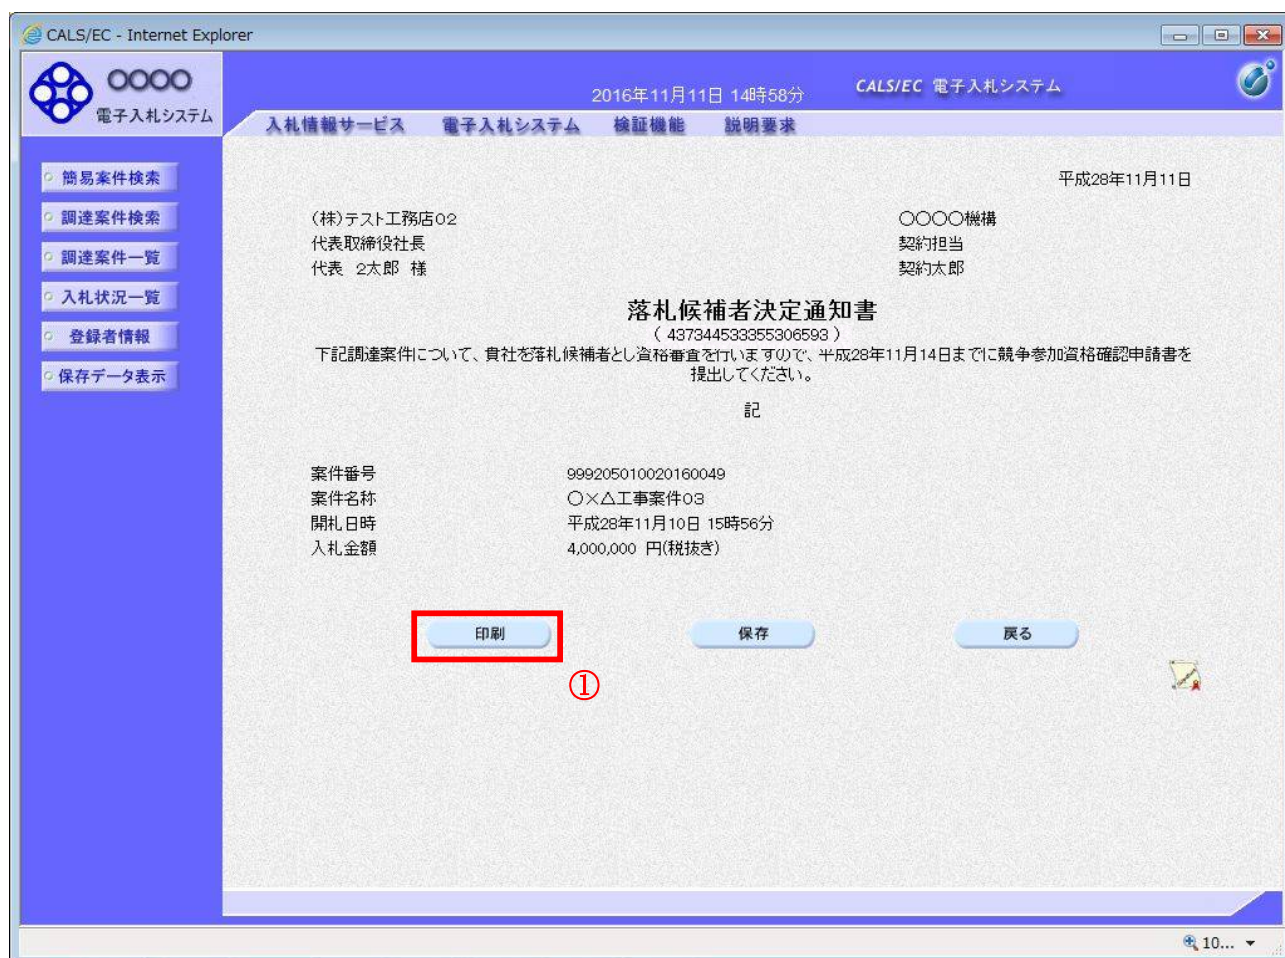 CALS/EC - Internet Explorer
〇〇〇〇
電子入札システム
2016年11月11日 14時58分
CALS/EC 電子入札システム
入札情報サービス 電子入札システム 検証機能 説明要求
簡易案件検索
調達案件検索
調達案件一覧
入札状況一覧
登録者情報
保存データ表示
平成28年11月11日
(株)テスト工務店02
代表取締役社長
代表 2太郎 様
〇〇〇〇機構
契約担当
契約太郎
落札候補者決定通知書
( 437344533355306593 )
下記調達案件について、貴社を落札候補者とし資格審査を行いますので、平成28年11月14日までに競争参加資格確認申請書を
提出してください。
記
案件番号 999205010020160049
案件名称 〇×△工事案件03
開札日時 平成28年11月10日 15時56分
入札金額 4,000,000 円(税抜き)
印刷 保存 戻る
①
10...